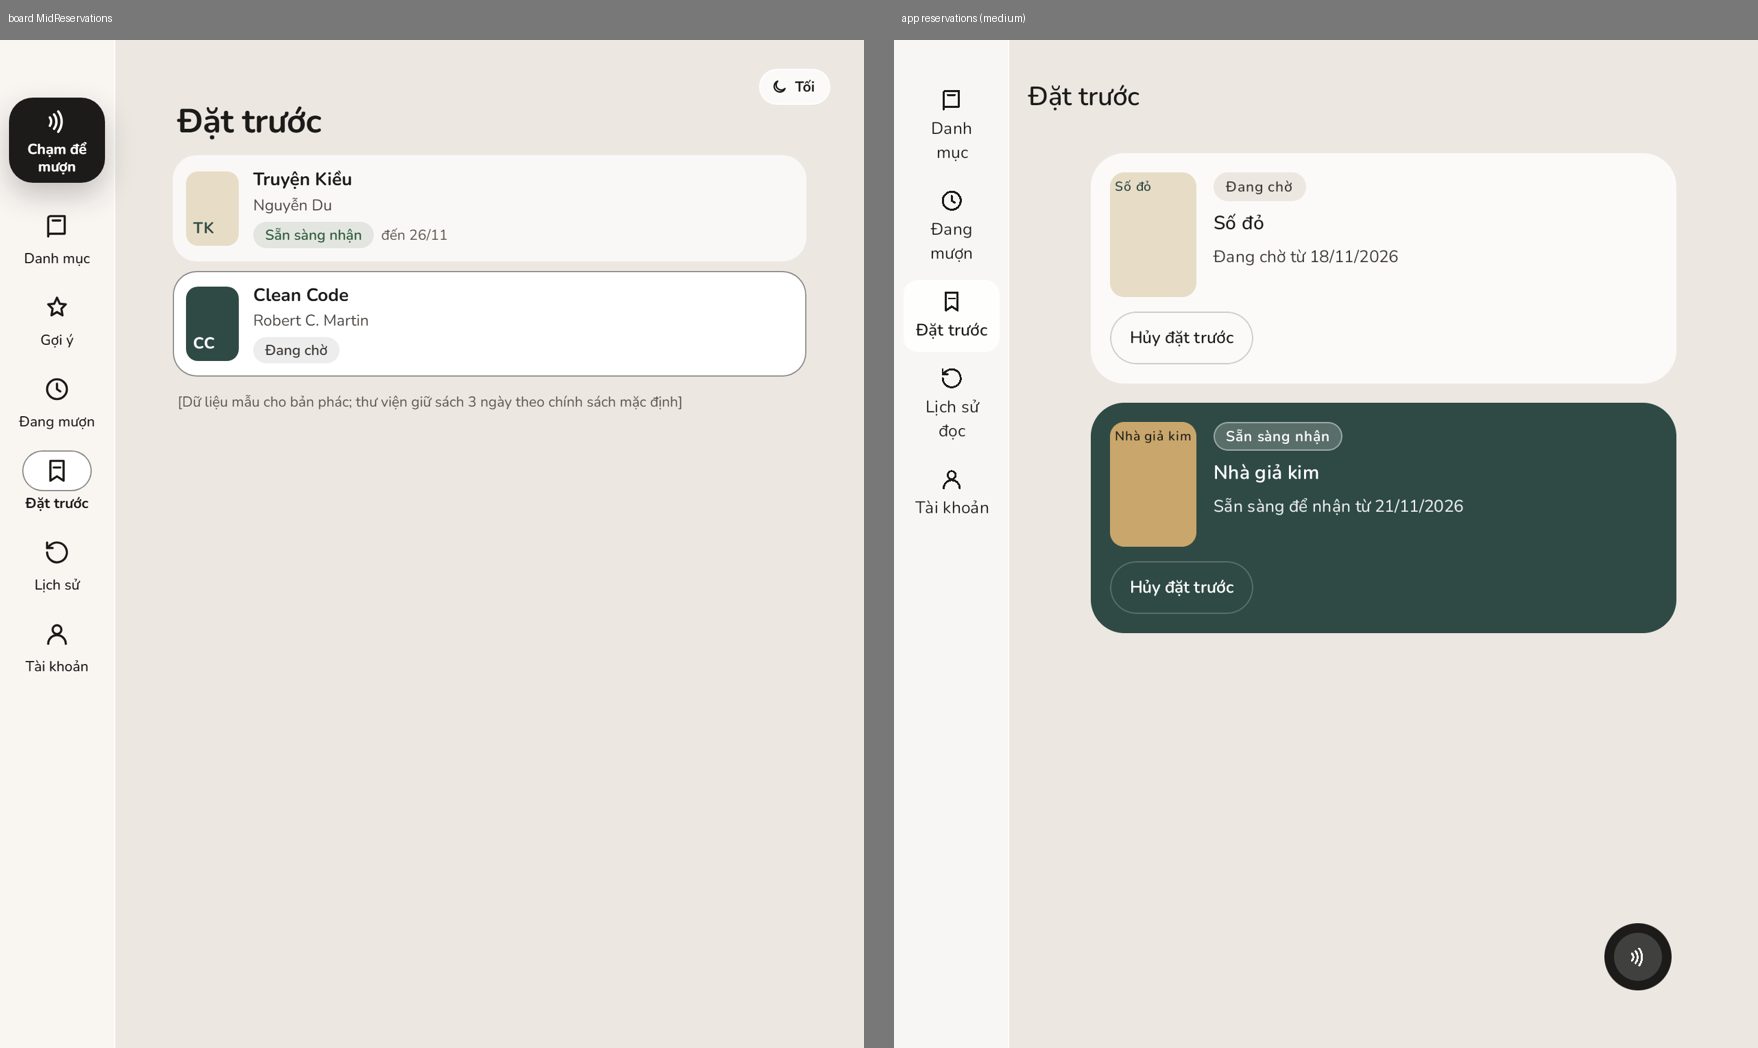 board MidReservations
Chạm để
mượn
Danh mục
Gợi ý
Đang mượn
Đặt trước
Lịch sử
Tài khoản
Tối
Đặt trước
TK
Truyện Kiều
Nguyễn Du
Sẵn sàng nhận đến 26/11
CC
Clean Code
Robert C. Martin
Đang chờ
[Dữ liệu mẫu cho bản phác; thư viện giữ sách 3 ngày theo chính sách mặc định]
app reservations (medium)
Danh
mục
Đang
mượn
Đặt trước
Lịch sử
đọc
Tài khoản
Đặt trước
Số đỏ
Đang chờ
Số đỏ
Đang chờ từ 18/11/2026
Hủy đặt trước
Nhà giả kim
Sẵn sàng nhận
Nhà giả kim
Sẵn sàng để nhận từ 21/11/2026
Hủy đặt trước